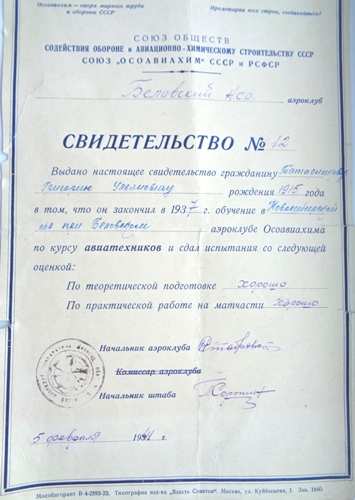 Осоавиахим — опора мирного труда
и обороны СССР
Пролетарии всех стран, соединяйтесь!
СОЮЗ ОБЩЕСТВ
СОДЕЙСТВИЯ ОБОРОНЕ и АВИАЦИОННО-ХИМИЧЕСКОМУ СТРОИТЕЛЬСТВУ СССР
СОЮЗ „ОСОАВИАХИМ" СССР и РСФСР
Беловский аэроклуб
СВИДЕТЕЛЬСТВО № 12
Выдано настоящее свидетельство гражданину
рождения 1915 года
в том, что он закончил в 1937 г. обучение в
при Беловском аэроклубе Осоавиахима
по курсу авиатехников и сдал испытания со следующей
оценкой:
По теоретической подготовке хорошо
По практической работе на матчасти хорошо
Начальник аэроклуба
Комиссар аэроклуба
Начальник штаба
5 февраля 1941 г.
Мособлгорлит В-4-2593-22. Типография изд-ва „Власть Советов". Москва, ул. Куйбышева, 1 Зак. 1660.